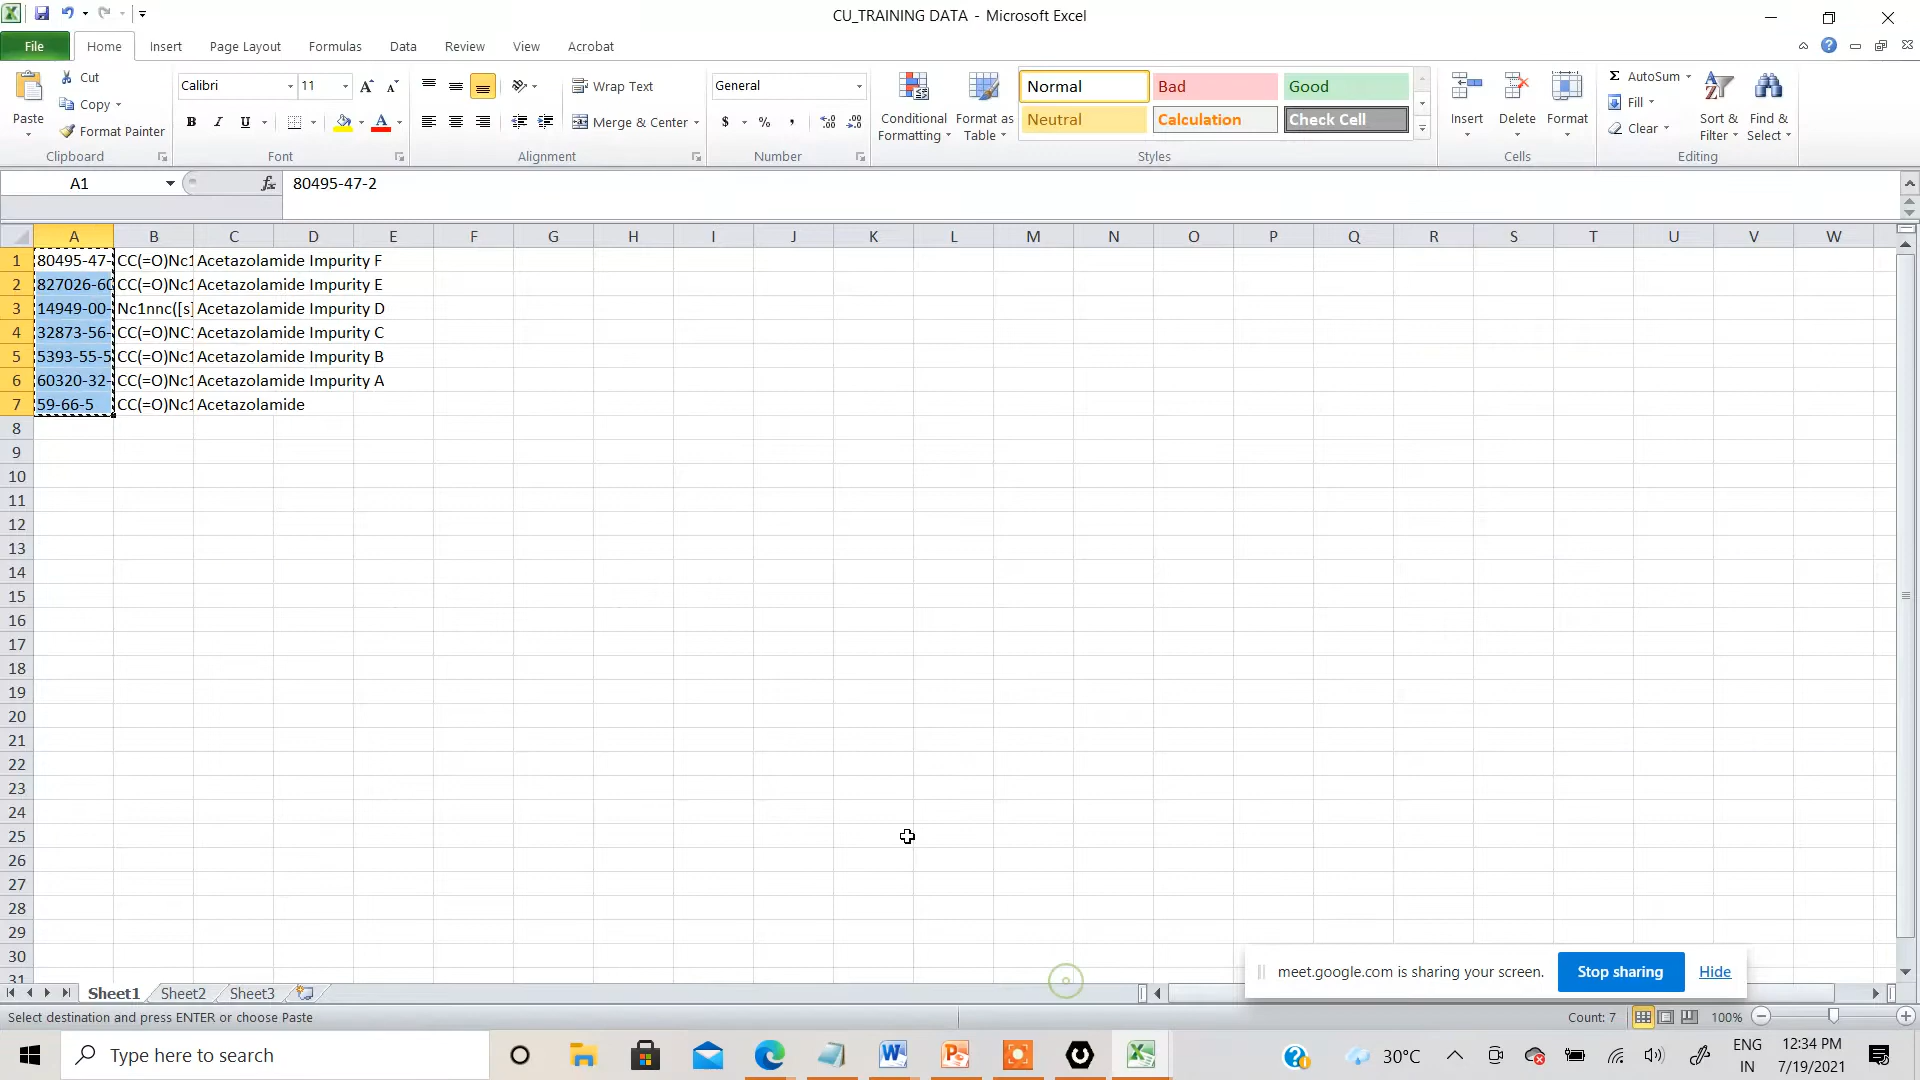 CU_TRAINING DATA - Microsoft Excel
File Home Insert Page Layout Formulas Data Review View Acrobat
Paste Cut Copy Format Painter Clipboard
Calibri 11 A A B I U A Font
Wrap Text Merge & Center Alignment
General $ % , Number
Conditional Formatting Format as Table
Normal Bad Good
Neutral Calculation Check Cell
Styles
Insert Delete Format Cells
Σ AutoSum Fill Clear Sort & Filter Find & Select Editing
A1 fx 80495-47-2
A B C D E F G H I J K L M N O P Q R S T U V W
1 80495-47- CC(=O)Nc1 Acetazolamide Impurity F
2 827026-60 CC(=O)Nc1 Acetazolamide Impurity E
3 14949-00- Nc1nnc([s] Acetazolamide Impurity D
4 32873-56- CC(=O)NC Acetazolamide Impurity C
5 5393-55-5 CC(=O)Nc1 Acetazolamide Impurity B
6 60320-32- CC(=O)Nc1 Acetazolamide Impurity A
7 59-66-5 CC(=O)Nc1 Acetazolamide
8
9
10
11
12
13
14
15
16
17
18
19
20
21
22
23
24
25
26
27
28
29
30
31
meet.google.com is sharing your screen. Stop sharing Hide
Sheet1 Sheet2 Sheet3
Select destination and press ENTER or choose Paste Count: 7 100%
Type here to search 30°C ENG IN 12:34 PM 7/19/2021